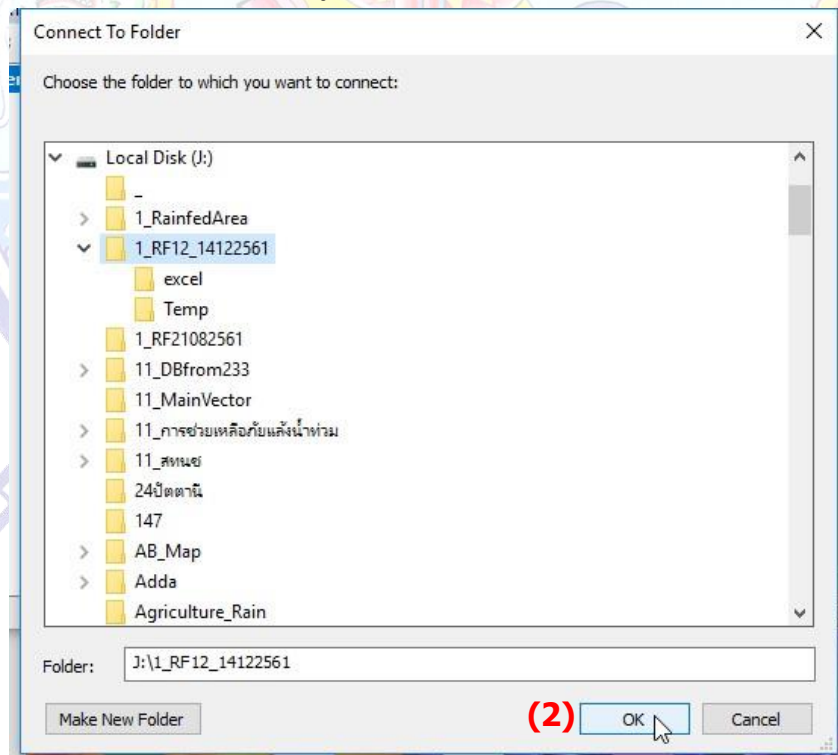 Connect To Folder
Choose the folder to which you want to connect:
Local Disk (J:)
_
1_RainfedArea
1_RF12_14122561
excel
Temp
1_RF21082561
11_DBfrom233
11_MainVector
11_การช่วยเหลือภัยแล้งน้ำท่วม
11_สทนช
24ปัตตานี
147
AB_Map
Adda
Agriculture_Rain
Folder: J:\1_RF12_14122561
Make New Folder (2) OK Cancel